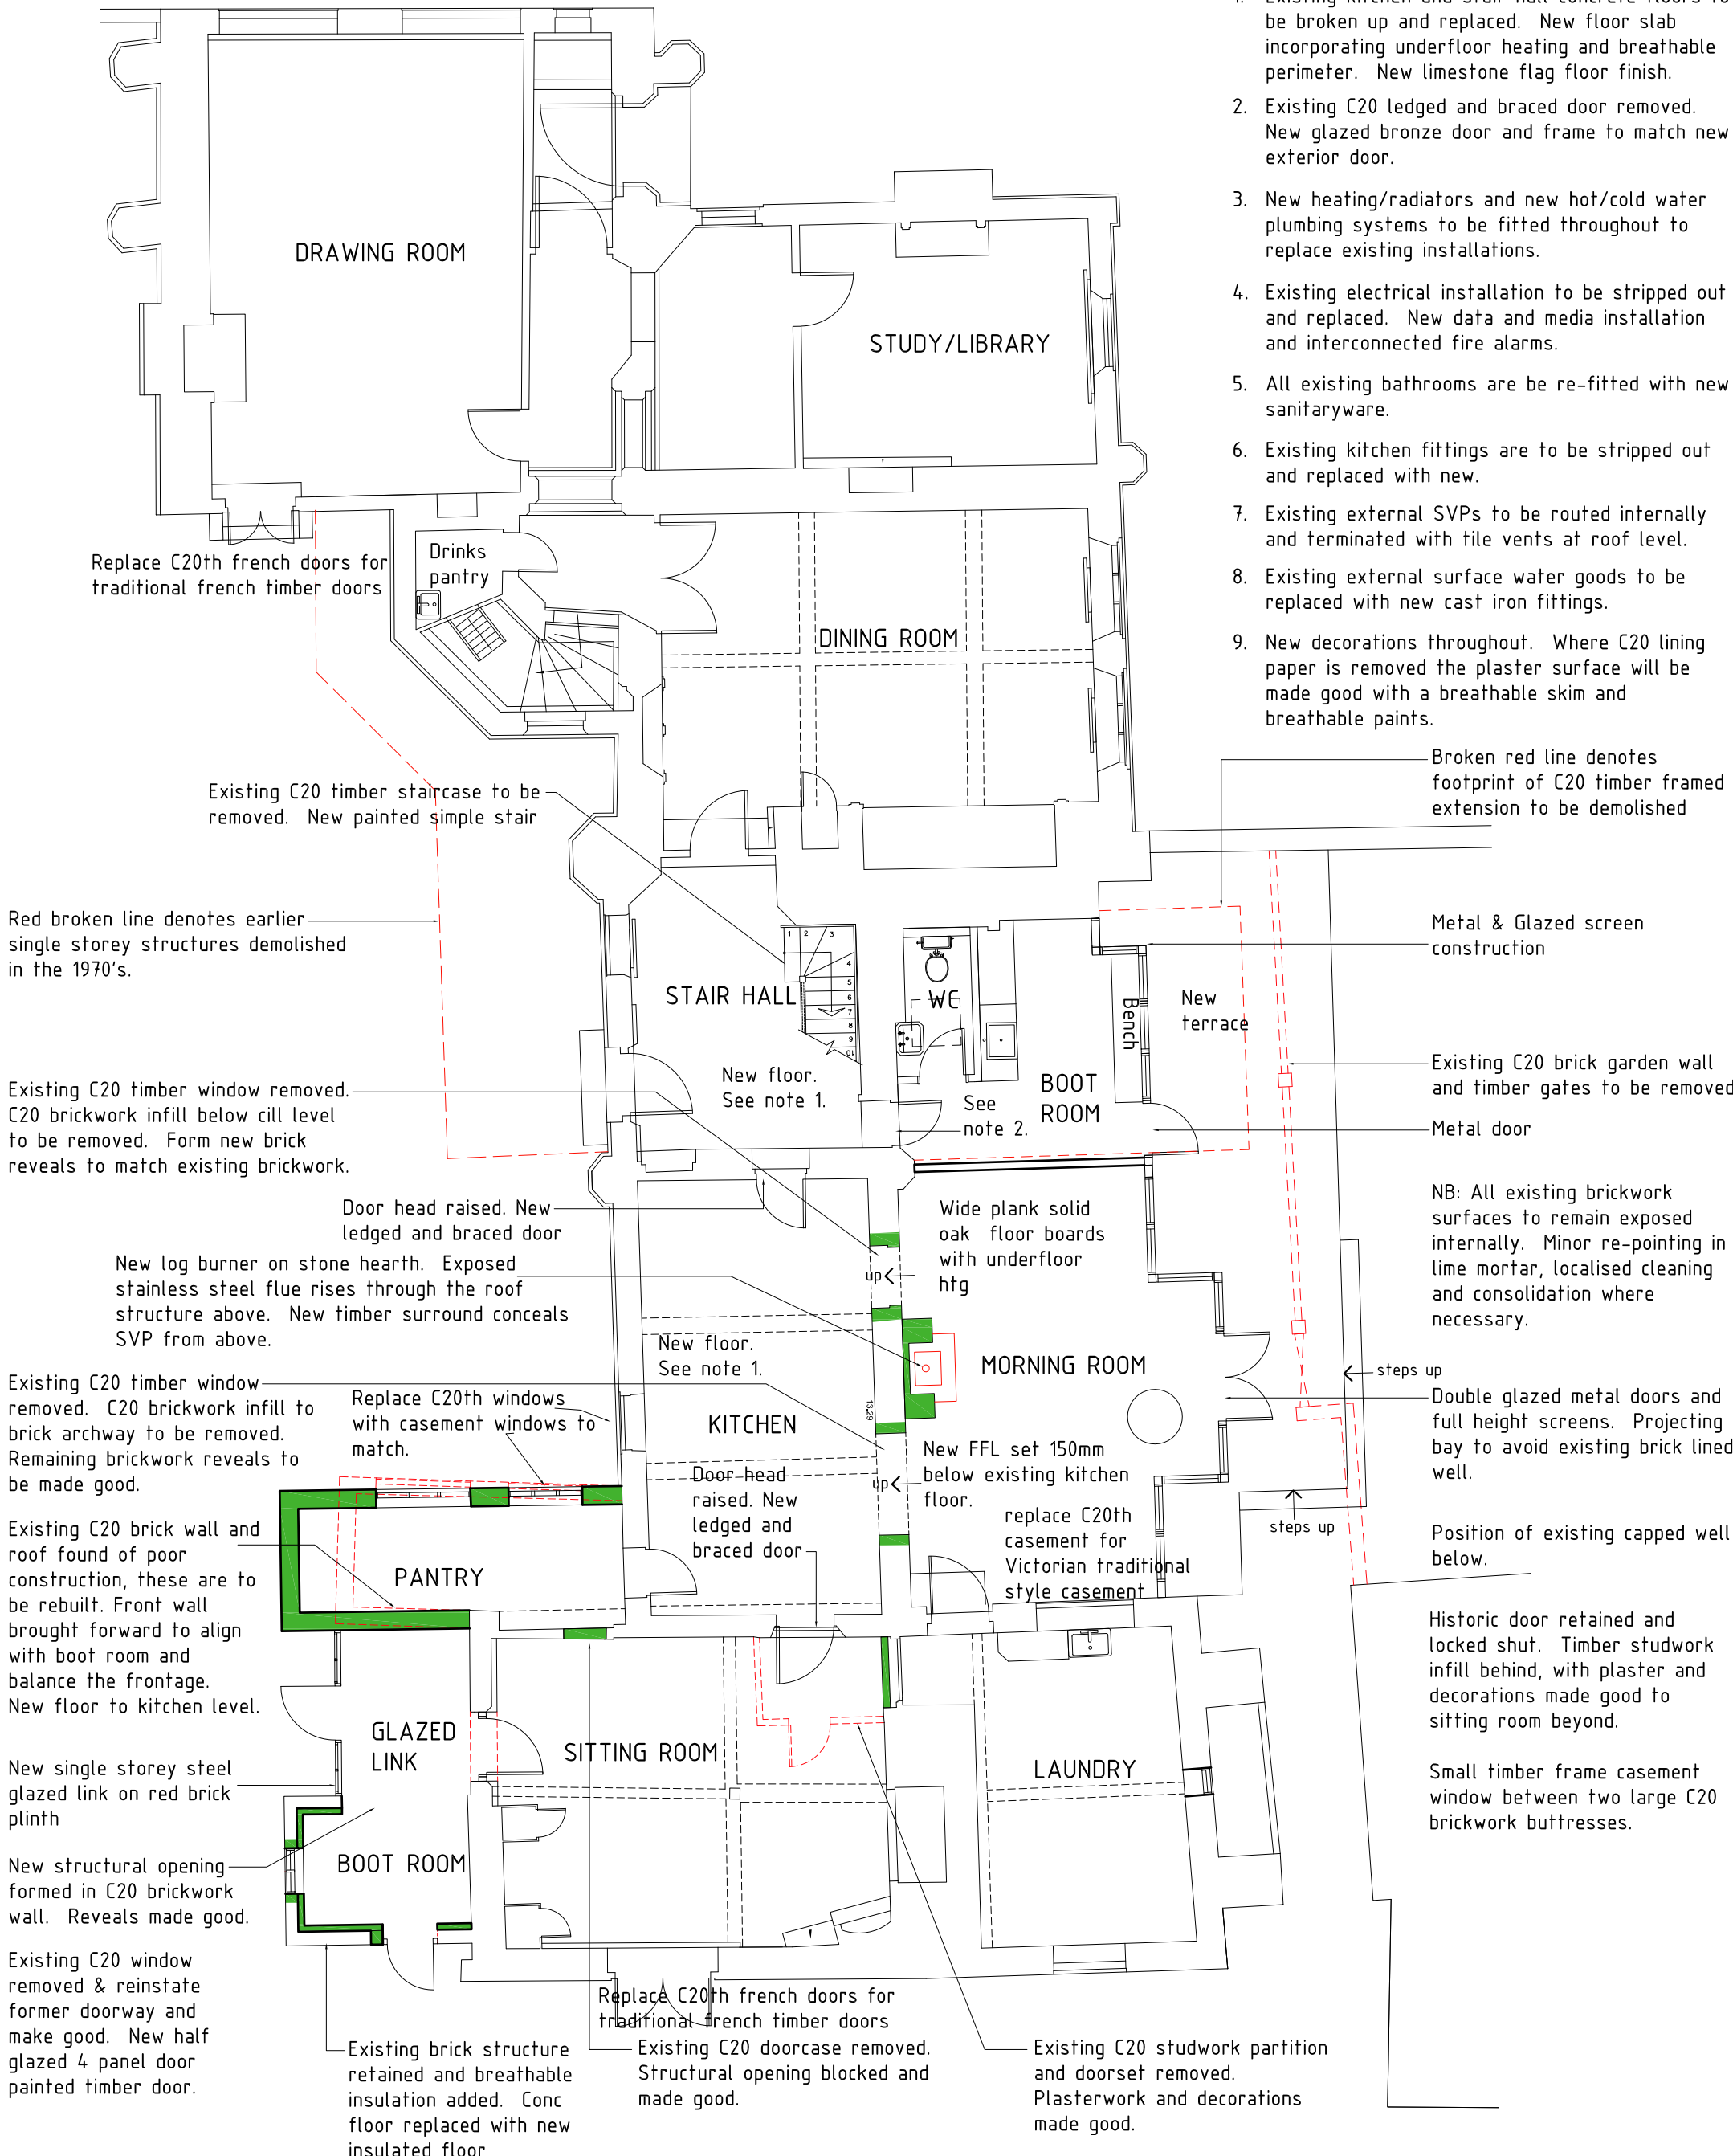 1. Existing kitchen and stair hall concrete floors to
be broken up and replaced. New floor slab
incorporating underfloor heating and breathable
perimeter. New limestone flag floor finish.
2. Existing C20 ledged and braced door removed.
New glazed bronze door and frame to match new
exterior door.
3. New heating/radiators and new hot/cold water
plumbing systems to be fitted throughout to
replace existing installations.
4. Existing electrical installation to be stripped out
and replaced. New data and media installation
and interconnected fire alarms.
5. All existing bathrooms are be re-fitted with new
sanitaryware.
6. Existing kitchen fittings are to be stripped out
and replaced with new.
7. Existing external SVPs to be routed internally
and terminated with tile vents at roof level.
8. Existing external surface water goods to be
replaced with new cast iron fittings.
9. New decorations throughout. Where C20 lining
paper is removed the plaster surface will be
made good with a breathable skim and
breathable paints.
DRAWING ROOM
STUDY/LIBRARY
Replace C20th french doors for
traditional french timber doors
Drinks
pantry
DINING ROOM
Existing C20 timber staircase to be
removed. New painted simple stair
Broken red line denotes
footprint of C20 timber framed
extension to be demolished
Red broken line denotes earlier
single storey structures demolished
in the 1970's.
Metal & Glazed screen
construction
1
2
3
4
5
6
7
8
9
10
STAIR HALL
WC
Bench
New
terrace
New floor.
See note 1.
BOOT
ROOM
See
note 2.
Existing C20 brick garden wall
and timber gates to be removed
Metal door
Existing C20 timber window removed.
C20 brickwork infill below cill level
to be removed. Form new brick
reveals to match existing brickwork.
Door head raised. New
ledged and braced door
Wide plank solid
oak floor boards
with underfloor
htg
up
NB: All existing brickwork
surfaces to remain exposed
internally. Minor re-pointing in
lime mortar, localised cleaning
and consolidation where
necessary.
New log burner on stone hearth. Exposed
stainless steel flue rises through the roof
structure above. New timber surround conceals
SVP from above.
New floor.
See note 1.
MORNING ROOM
steps up
Existing C20 timber window
removed. C20 brickwork infill to
brick archway to be removed.
Remaining brickwork reveals to
be made good.
Replace C20th windows
with casement windows to
match.
KITCHEN
13.29
Double glazed metal doors and
full height screens. Projecting
bay to avoid existing brick lined
well.
New FFL set 150mm
below existing kitchen
floor.
up
Door head
raised. New
ledged and
braced door
replace C20th
casement for
Victorian traditional
style casement
steps up
Position of existing capped well
below.
Existing C20 brick wall and
roof found of poor
construction, these are to
be rebuilt. Front wall
brought forward to align
with boot room and
balance the frontage.
New floor to kitchen level.
PANTRY
Historic door retained and
locked shut. Timber studwork
infill behind, with plaster and
decorations made good to
sitting room beyond.
GLAZED
LINK
SITTING ROOM
LAUNDRY
New single storey steel
glazed link on red brick
plinth
Small timber frame casement
window between two large C20
brickwork buttresses.
BOOT ROOM
New structural opening
formed in C20 brickwork
wall. Reveals made good.
Existing C20 window
removed & reinstate
former doorway and
make good. New half
glazed 4 panel door
painted timber door.
Replace C20th french doors for
traditional french timber doors
Existing brick structure
retained and breathable
insulation added. Conc
floor replaced with new
insulated floor
Existing C20 doorcase removed.
Structural opening blocked and
made good.
Existing C20 studwork partition
and doorset removed.
Plasterwork and decorations
made good.